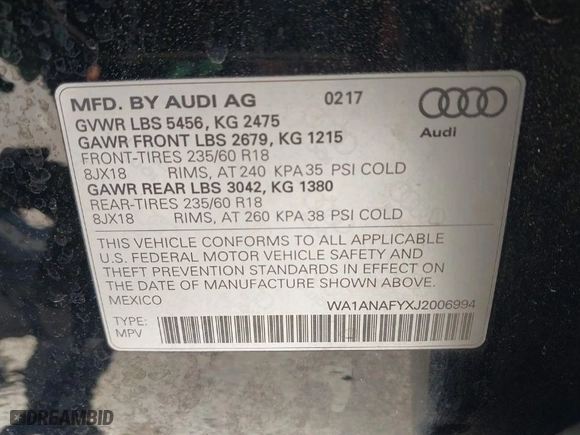 MFD. BY AUDI AG 0217
GVWR LBS 5456, KG 2475
GAWR FRONT LBS 2679, KG 1215
FRONT-TIRES 235/60 R18
8JX18 RIMS, AT 240 KPA 35 PSI COLD
GAWR REAR LBS 3042, KG 1380
REAR-TIRES 235/60 R18
8JX18 RIMS, AT 260 KPA 38 PSI COLD
Audi
THIS VEHICLE CONFORMS TO ALL APPLICABLE
U.S. FEDERAL MOTOR VEHICLE SAFETY AND
THEFT PREVENTION STANDARDS IN EFFECT ON
THE DATE OF MANUFACTURE SHOWN ABOVE.
MEXICO WA1ANAFYXJ2006994
TYPE:
MPV
DREAMBID